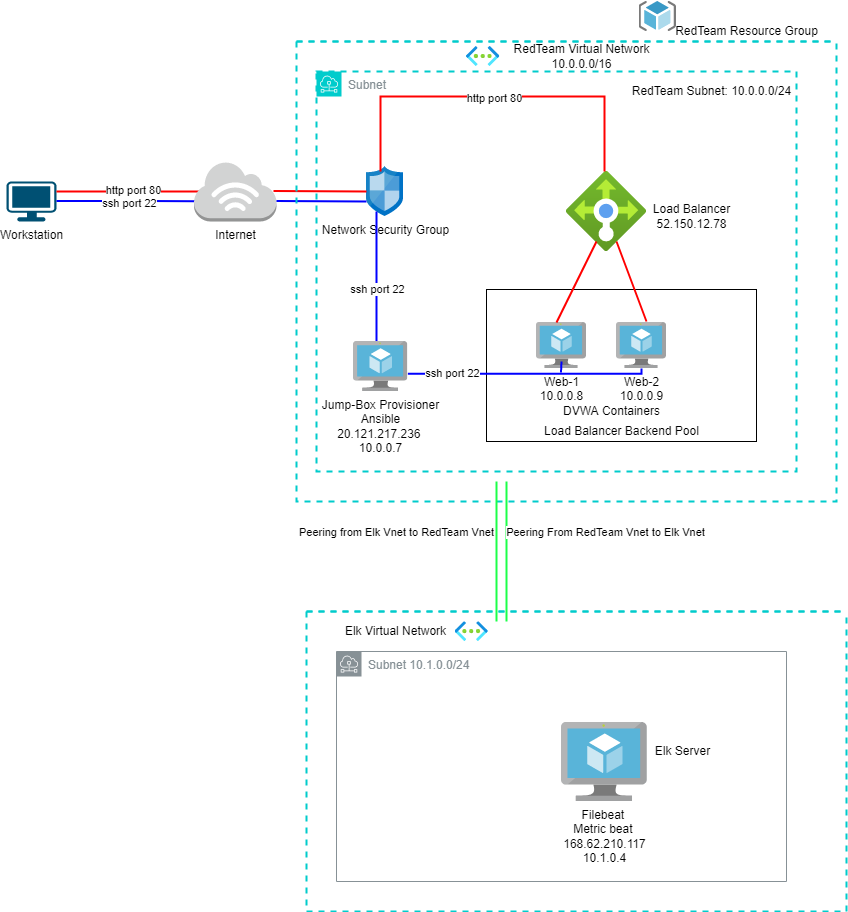 RedTeam Resource Group
RedTeam Virtual Network
10.0.0.0/16
Subnet
RedTeam Subnet: 10.0.0.0/24
http port 80
http port 80
ssh port 22
Workstation
Internet
Network Security Group
Load Balancer
52.150.12.78
ssh port 22
ssh port 22
Jump-Box Provisioner
Ansible
20.121.217.236
10.0.0.7
Web-1
10.0.0.8
Web-2
10.0.0.9
DVWA Containers
Load Balancer Backend Pool
Peering from Elk Vnet to RedTeam Vnet
Peering From RedTeam Vnet to Elk Vnet
Elk Virtual Network
Subnet 10.1.0.0/24
Elk Server
Filebeat
Metric beat
168.62.210.117
10.1.0.4